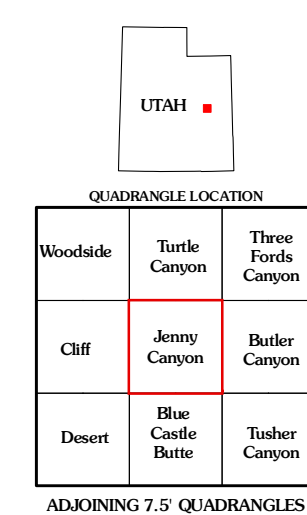 UTAH
QUADRANGLE LOCATION
Woodside
Turtle
Canyon
Three
Fords
Canyon
Cliff
Jenny
Canyon
Butler
Canyon
Desert
Blue
Castle
Butte
Tusher
Canyon
ADJOINING 7.5' QUADRANGLES